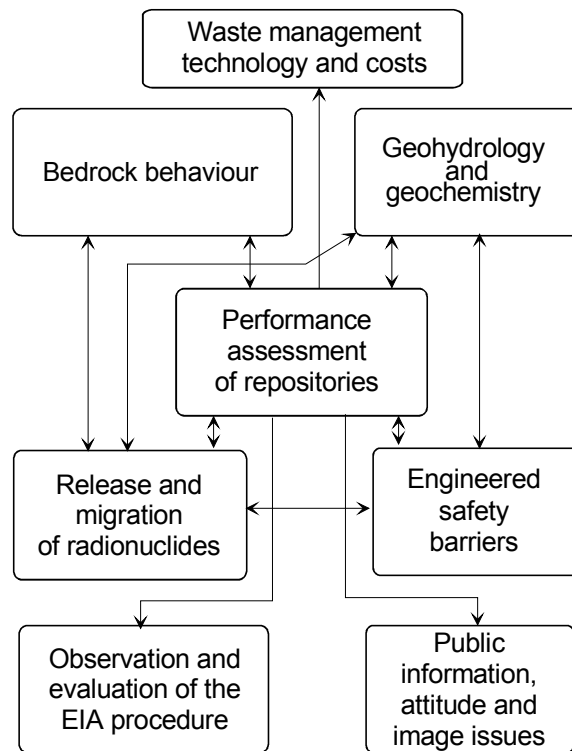 Waste management
technology and costs
Bedrock behaviour
Geohydrology
and
geochemistry
Performance
assessment
of repositories
Release and
migration
of radionuclides
Engineered
safety
barriers
Observation and
evaluation of the
EIA procedure
Public
information,
attitude and
image issues